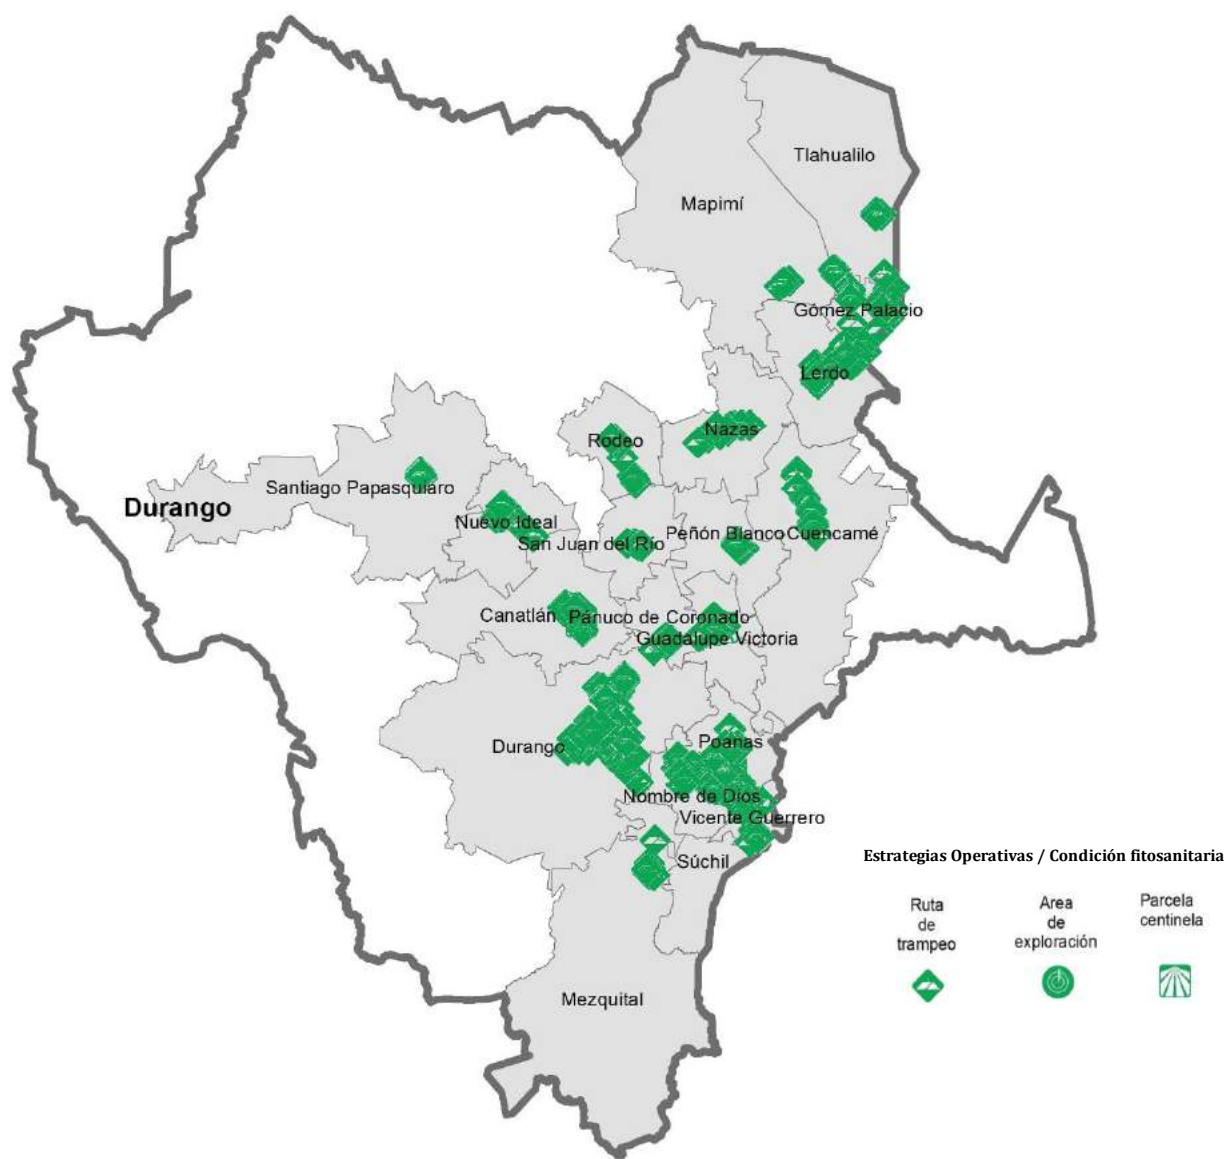 Tlahualilo
Mapimí
Gómez Palacio
Lerdo
Nazas
Rodeo
Santiago Papasquiaro
Durango
Nuevo Ideal
San Juan del Río
Peñón Blanco
Cuencamé
Canatlán
Pánuco de Coronado
Guadalupe Victoria
Durango
Poanas
Nombre de Dios
Vicente Guerrero
Súchil
Mezquital
Estrategias Operativas / Condición fitosanitaria
Ruta
de
trampeo
Area
de
exploración
Parcela
centinela